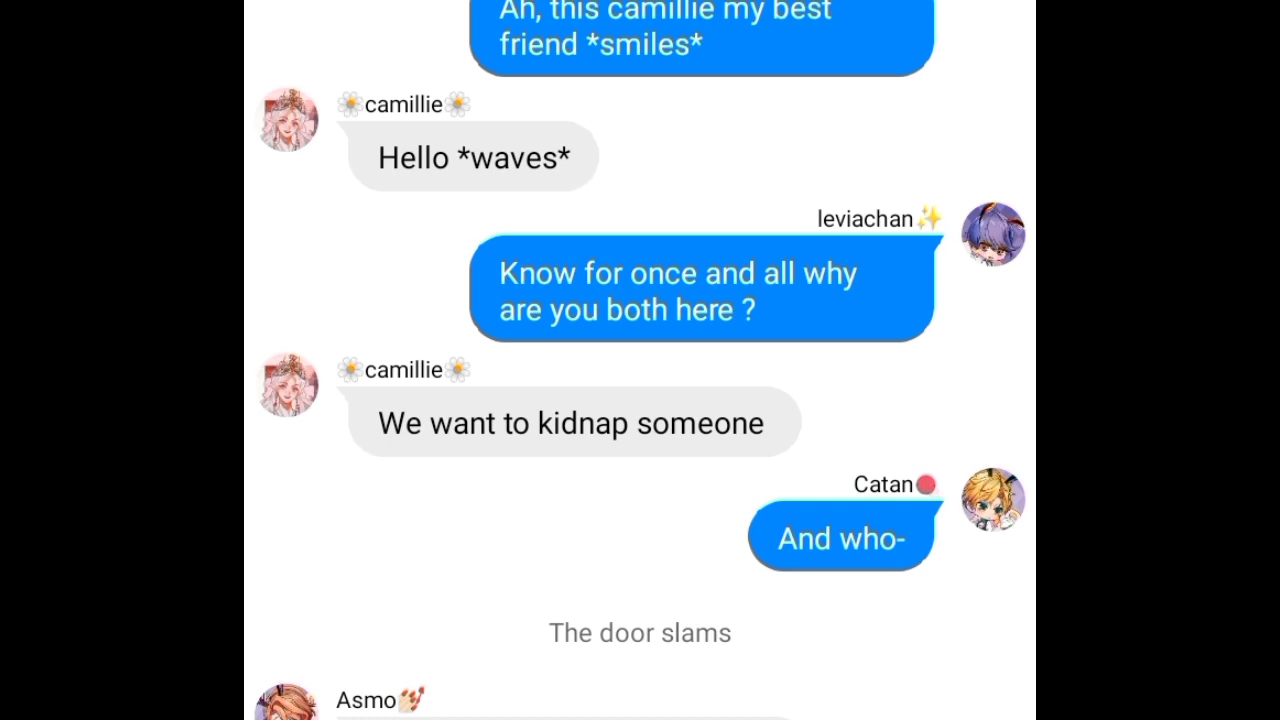 Ah, this camillie my best
friend *smiles*
🌼camillie🌼
Hello *waves*
leviachan✨
Know for once and all why
are you both here ?
🌼camillie🌼
We want to kidnap someone
Catan🔴
And who-
The door slams
Asmo💅🏻